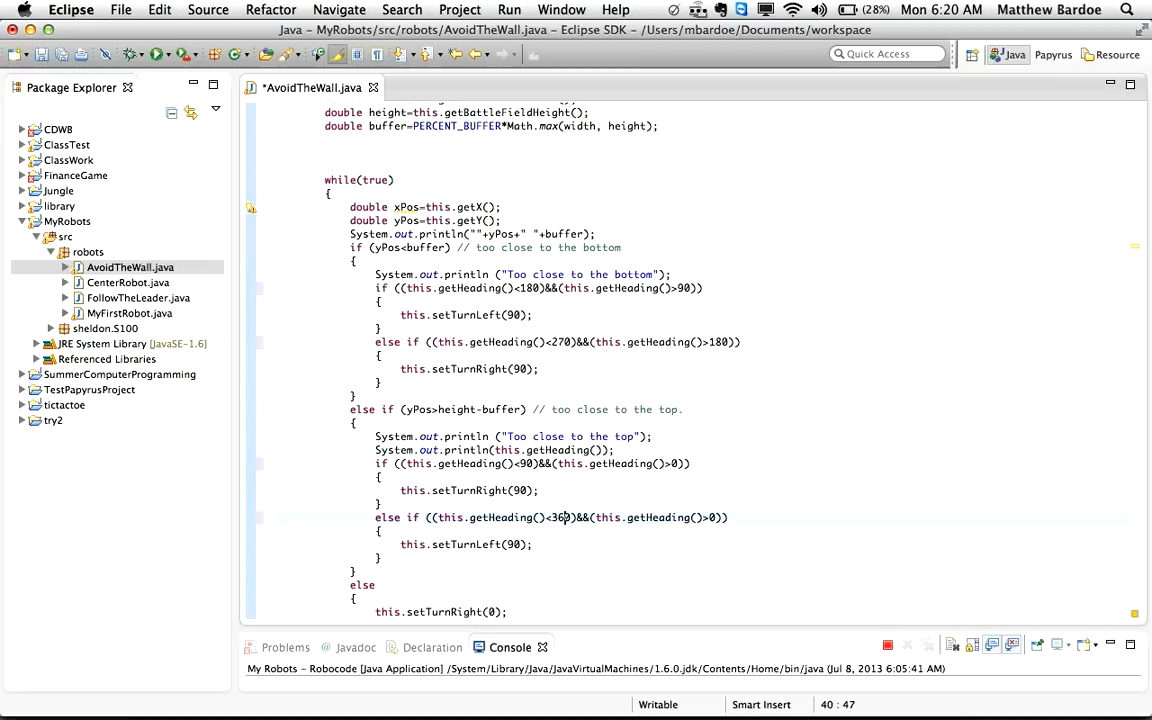 Eclipse File Edit Source Refactor Navigate Search Project Run Window Help (28%) Mon 6:20 AM Matthew Bardoe
Java – MyRobots/src/robots/AvoidTheWall.java – Eclipse SDK – /Users/mbardoe/Documents/workspace
Quick Access Java Papyrus Resource
Package Explorer
*AvoidTheWall.java
CDWB
ClassTest
ClassWork
FinanceGame
Jungle
library
MyRobots
src
robots
AvoidTheWall.java
CenterRobot.java
FollowTheLeader.java
MyFirstRobot.java
sheldon.S100
JRE System Library [JavaSE-1.6]
Referenced Libraries
SummerComputerProgramming
TestPapyrusProject
tictactoe
try2
double height=this.getBattleFieldHeight();
double buffer=PERCENT_BUFFER*Math.max(width, height);
while(true)
{
double xPos=this.getX();
double yPos=this.getY();
System.out.println(""+yPos+" "+buffer);
if (yPos<buffer) // too close to the bottom
{
System.out.println ("Too close to the bottom");
if ((this.getHeading()<180)&&(this.getHeading()>90))
{
this.setTurnLeft(90);
}
else if ((this.getHeading()<270)&&(this.getHeading()>180))
{
this.setTurnRight(90);
}
}
else if (yPos>height-buffer) // too close to the top.
{
System.out.println ("Too close to the top");
System.out.println(this.getHeading());
if ((this.getHeading()<90)&&(this.getHeading()>0))
{
this.setTurnRight(90);
}
else if ((this.getHeading()<360)&&(this.getHeading()>0))
{
this.setTurnLeft(90);
}
}
else
{
this.setTurnRight(0);
Problems Javadoc Declaration Console
My Robots – Robocode [Java Application] /System/Library/Java/JavaVirtualMachines/1.6.0.jdk/Contents/Home/bin/java (Jul 8, 2013 6:05:41 AM)
Writable Smart Insert 40 : 47